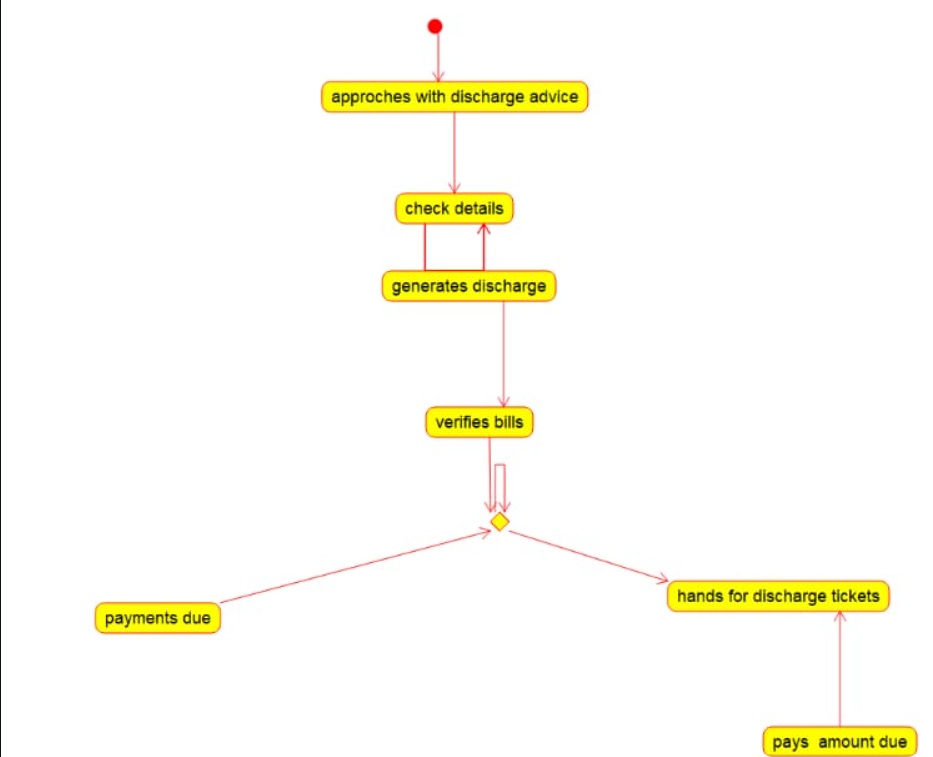 approches with discharge advice
check details
generates discharge
verifies bills
hands for discharge tickets
payments due
pays  amount due